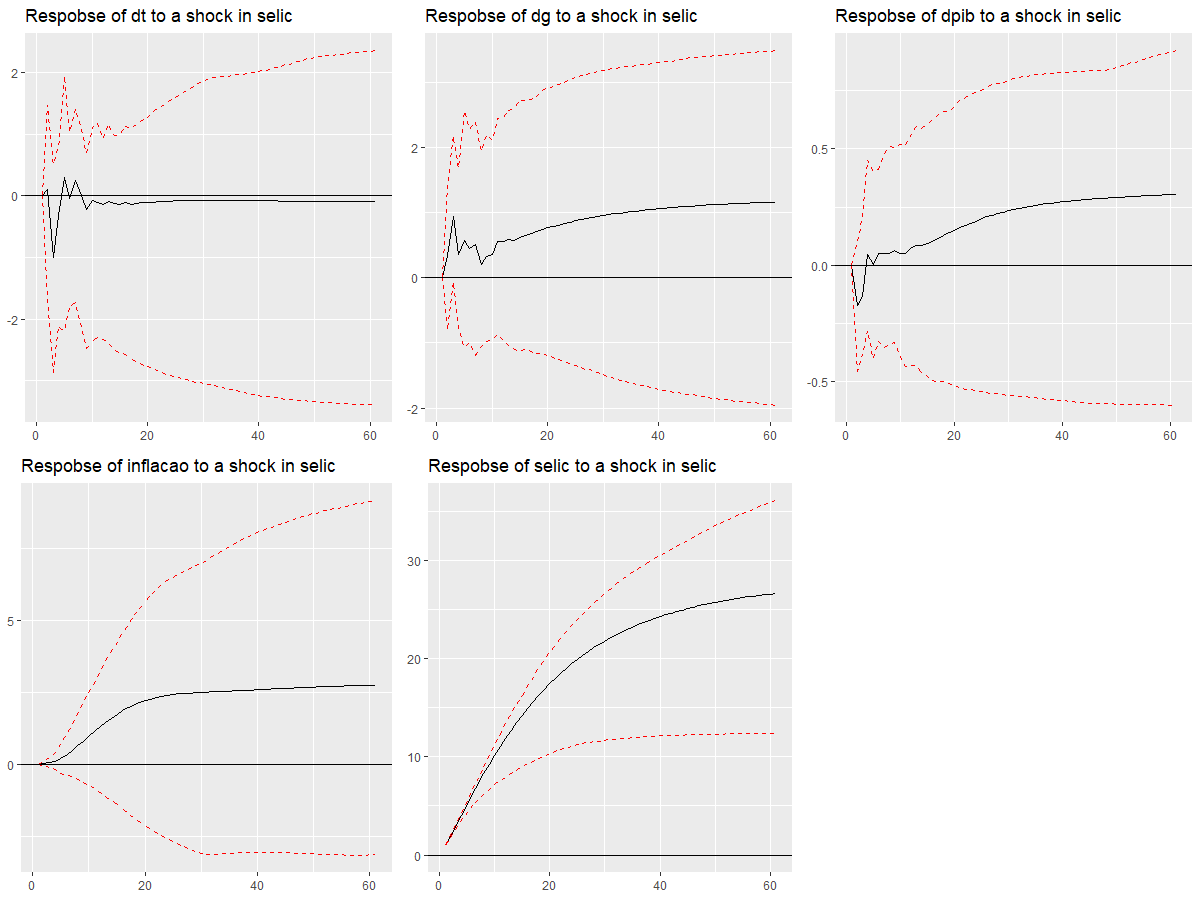 Respobse of dt to a shock in selic
2
0
-2
0 20 40 60
Respobse of dg to a shock in selic
2
0
-2
0 20 40 60
Respobse of dpib to a shock in selic
0.5
0.0
-0.5
0 20 40 60
Respobse of inflacao to a shock in selic
5
0
0 20 40 60
Respobse of selic to a shock in selic
30
20
10
0
0 20 40 60